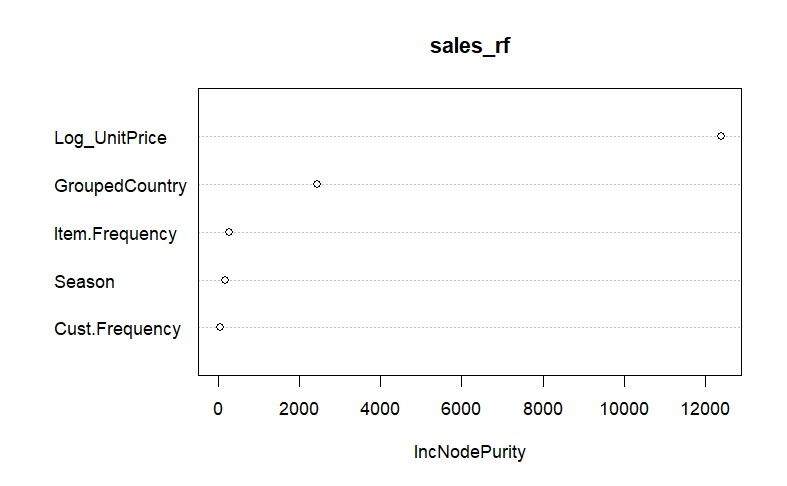 sales_rf
Log_UnitPrice
GroupedCountry
Item.Frequency
Season
Cust.Frequency
0 2000 4000 6000 8000 10000 12000
IncNodePurity